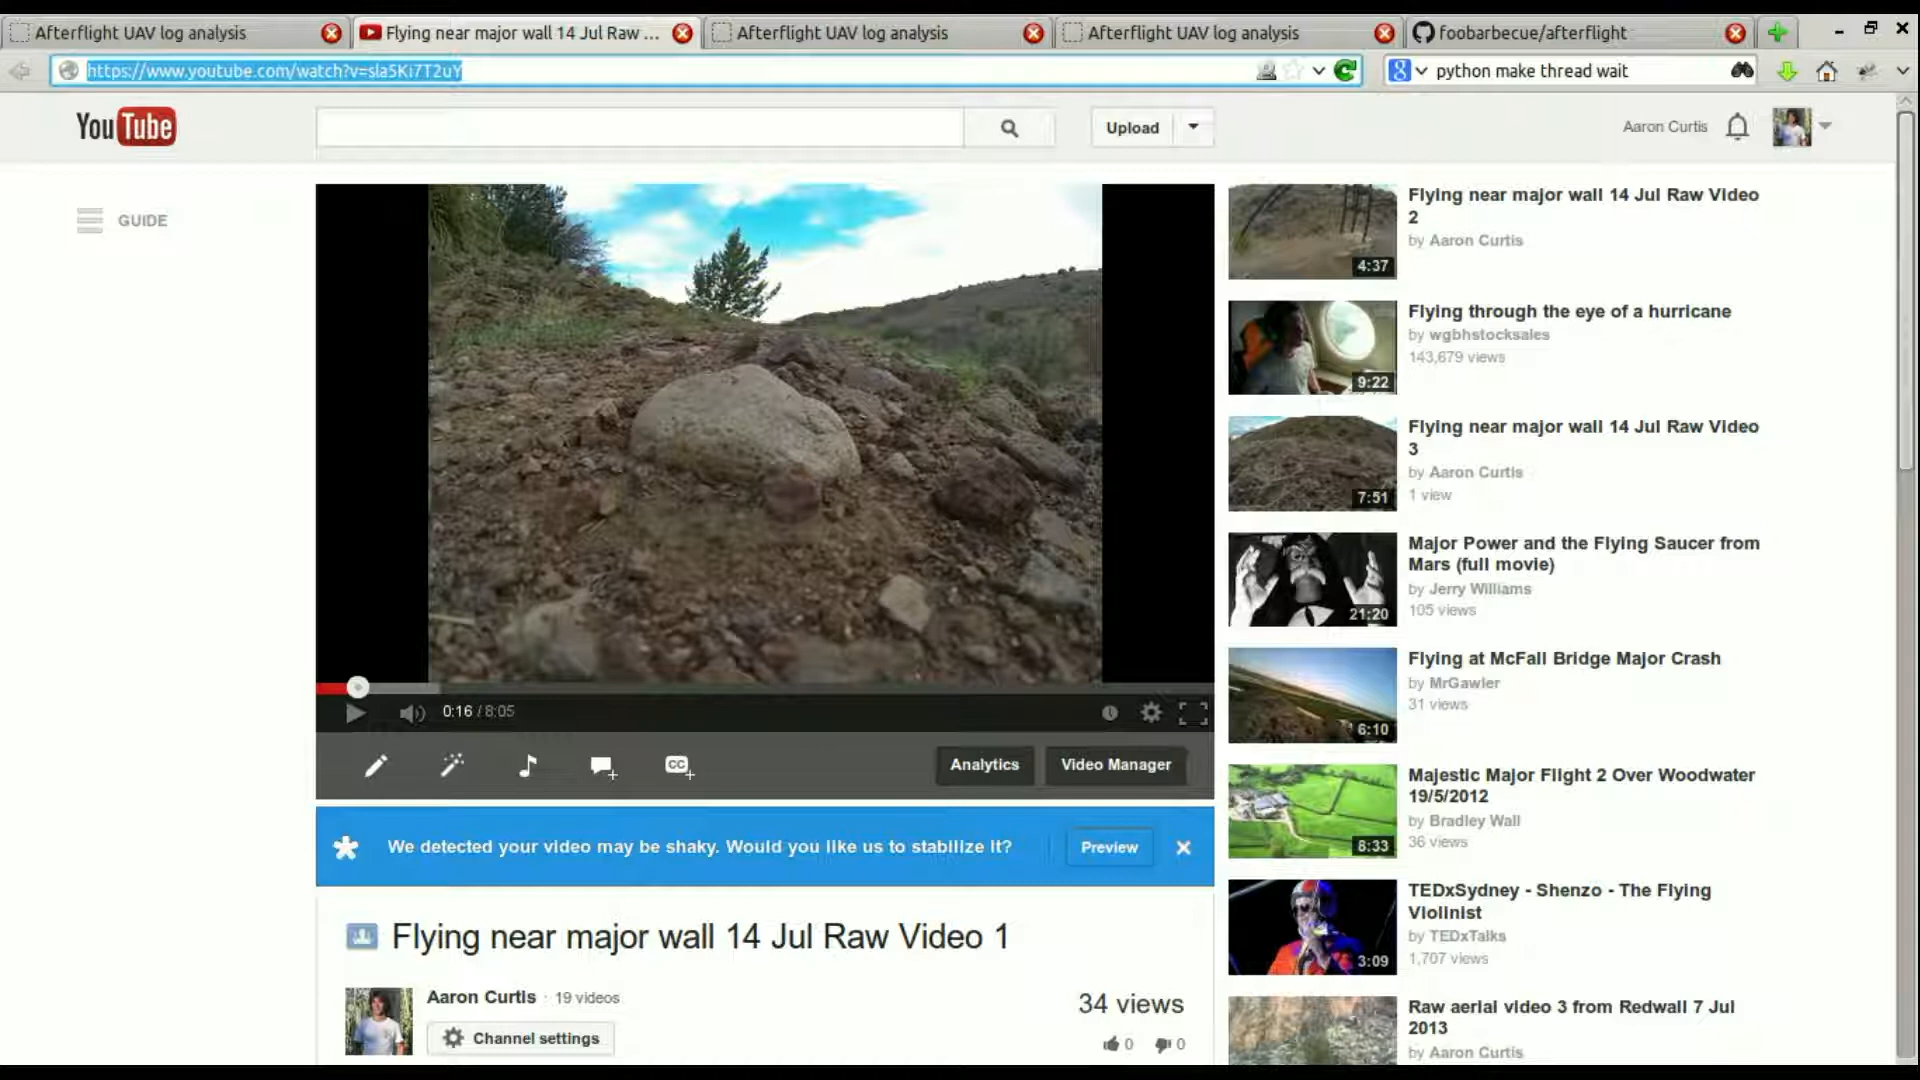 Afterflight UAV log analysis
Flying near major wall 14 Jul Raw ...
Afterflight UAV log analysis
Afterflight UAV log analysis
foobarbecue/afterflight
https://www.youtube.com/watch?v=sla5Ki7T2uY
python make thread wait
YouTube
Upload
Aaron Curtis
GUIDE
0:16 / 8:05
CC
Analytics
Video Manager
We detected your video may be shaky. Would you like us to stabilize it?
Preview
Flying near major wall 14 Jul Raw Video 1
Aaron Curtis · 19 videos
Channel settings
34 views
0
0
Flying near major wall 14 Jul Raw Video
2
by Aaron Curtis
4:37
Flying through the eye of a hurricane
by wgbhstocksales
143,679 views
9:22
Flying near major wall 14 Jul Raw Video
3
by Aaron Curtis
1 view
7:51
Major Power and the Flying Saucer from
Mars (full movie)
by Jerry Williams
105 views
21:20
Flying at McFall Bridge Major Crash
by MrGawler
31 views
6:10
Majestic Major Flight 2 Over Woodwater
19/5/2012
by Bradley Wall
36 views
8:33
TEDxSydney - Shenzo - The Flying
Violinist
by TEDxTalks
1,707 views
3:09
Raw aerial video 3 from Redwall 7 Jul
2013
by Aaron Curtis